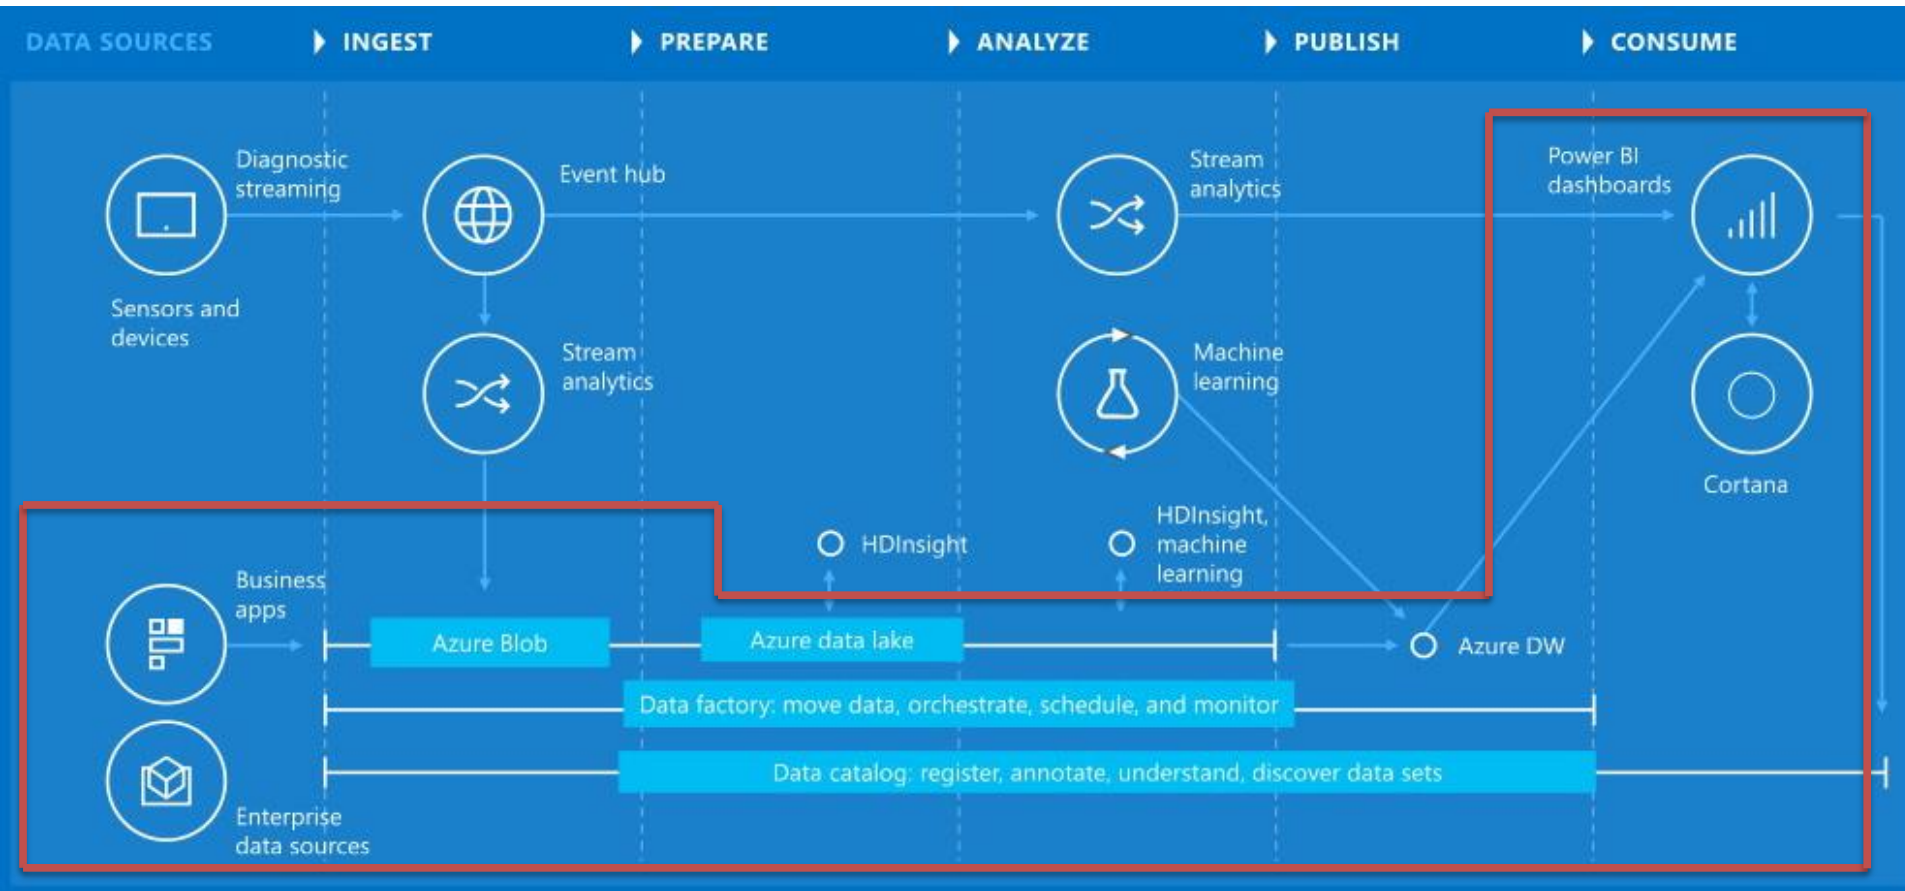 DATA SOURCES
INGEST
PREPARE
ANALYZE
PUBLISH
CONSUME
Diagnostic
streaming
Event hub
Stream
analytics
Power BI
dashboards
Sensors and
devices
Stream
analytics
Machine
learning
Cortana
HDInsight
HDInsight,
machine
learning
Business
apps
Azure Blob
Azure data lake
Azure DW
Data factory: move data, orchestrate, schedule, and monitor
Data catalog: register, annotate, understand, discover data sets
Enterprise
data sources